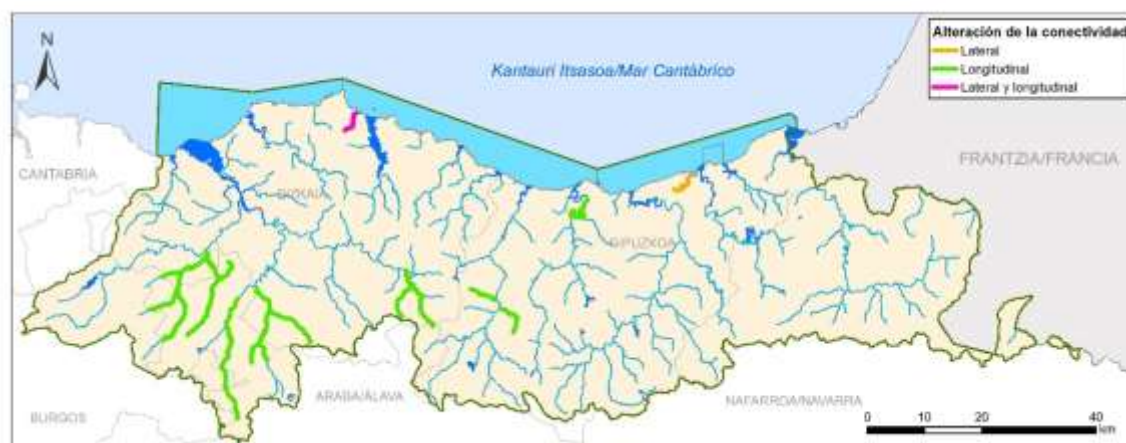 Alteración de la conectividad
Lateral
Longitudinal
Lateral y longitudinal
N
Kantauri Itsasoa/Mar Cantábrico
CANTABRIA
FRANTZIA/FRANCIA
BIZKAIA
GIPUZKOA
ARABA/ÁLAVA
NAFARROA/NAVARRA
BURGOS
0 10 20 40
km